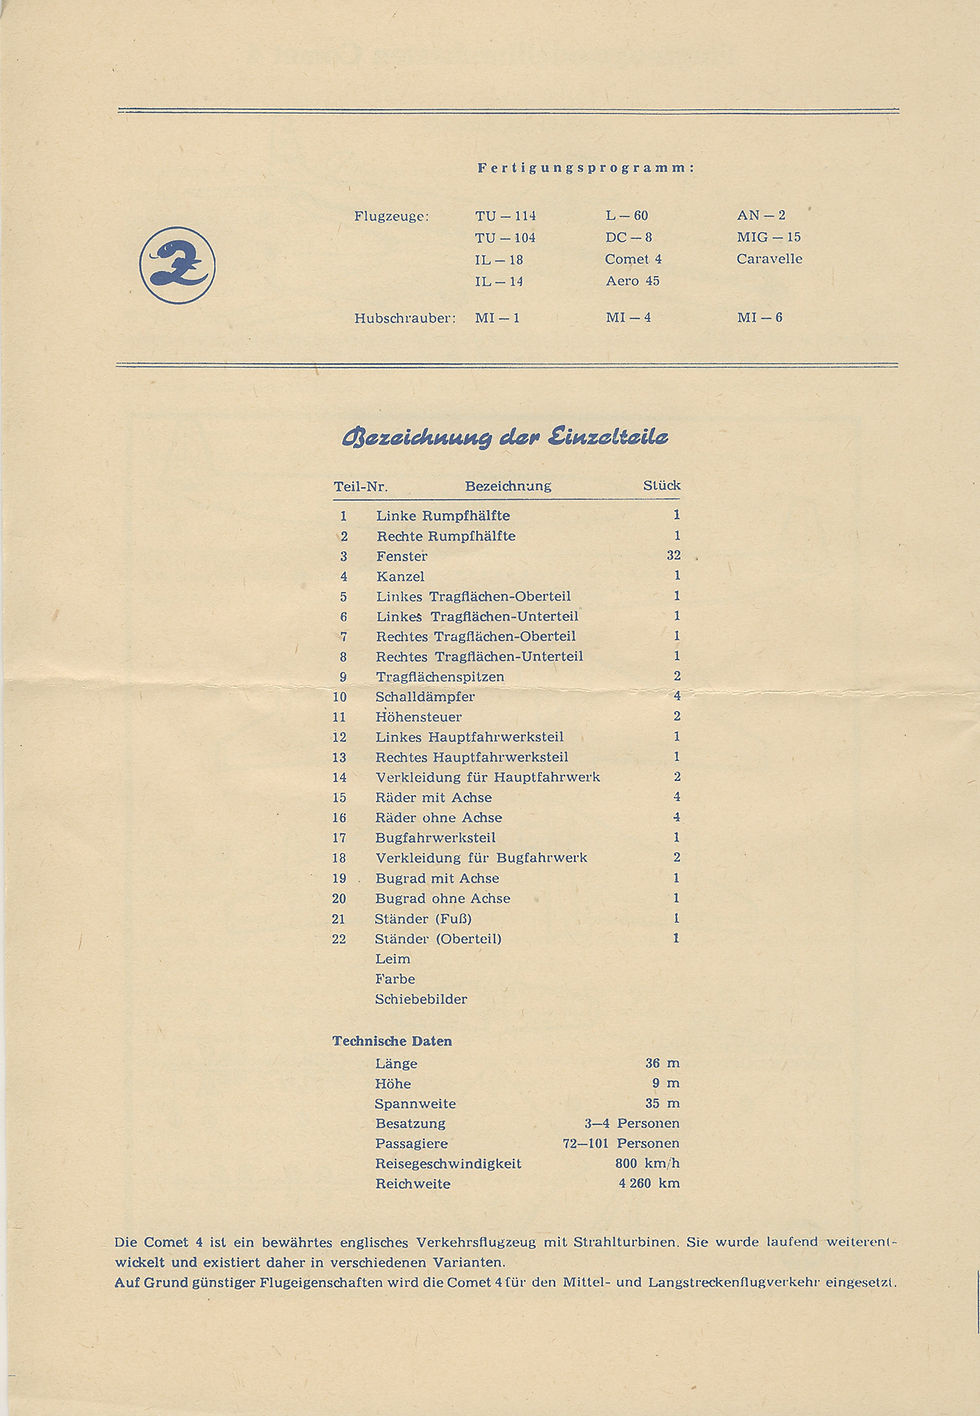 Fertigungsprogramm:
Flugzeuge: TU — 114 L — 60 AN — 2
TU — 104 DC — 8 MIG — 15
IL — 18 Comet 4 Caravelle
IL — 14 Aero 45
Hubschrauber: MI — 1 MI — 4 MI — 6
Bezeichnung der Einzelteile
Teil-Nr. Bezeichnung Stück
1 Linke Rumpfhälfte 1
2 Rechte Rumpfhälfte 1
3 Fenster 32
4 Kanzel 1
5 Linkes Tragflächen-Oberteil 1
6 Linkes Tragflächen-Unterteil 1
7 Rechtes Tragflächen-Oberteil 1
8 Rechtes Tragflächen-Unterteil 1
9 Tragflächenspitzen 2
10 Schalldämpfer 4
11 Höhensteuer 2
12 Linkes Hauptfahrwerksteil 1
13 Rechtes Hauptfahrwerksteil 1
14 Verkleidung für Hauptfahrwerk 2
15 Räder mit Achse 4
16 Räder ohne Achse 4
17 Bugfahrwerksteil 1
18 Verkleidung für Bugfahrwerk 2
19 Bugrad mit Achse 1
20 Bugrad ohne Achse 1
21 Ständer (Fuß) 1
22 Ständer (Oberteil) 1
Leim
Farbe
Schiebebilder
Technische Daten
Länge 36 m
Höhe 9 m
Spannweite 35 m
Besatzung 3—4 Personen
Passagiere 72—101 Personen
Reisegeschwindigkeit 800 km/h
Reichweite 4 260 km
Die Comet 4 ist ein bewährtes englisches Verkehrsflugzeug mit Strahlturbinen. Sie wurde laufend weiterent-
wickelt und existiert daher in verschiedenen Varianten.
Auf Grund günstiger Flugeigenschaften wird die Comet 4 für den Mittel- und Langstreckenflugverkehr eingesetzt.